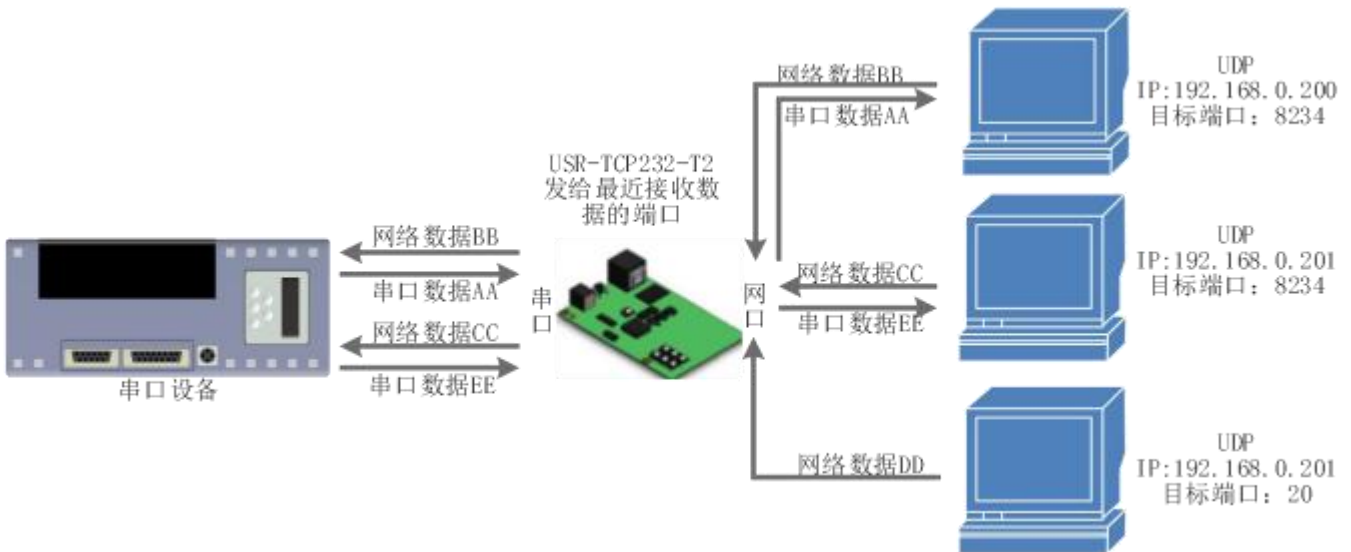 网络数据BB
串口数据AA
UDP
IP:192.168.0.200
目标端口：8234
USR-TCP232-T2
发给最近接收数
据的端口
网络数据BB
串口数据AA
网络数据CC
串口数据EE
串口设备
串口
网口
网络数据CC
串口数据EE
UDP
IP:192.168.0.201
目标端口：8234
网络数据DD
UDP
IP:192.168.0.201
目标端口：20